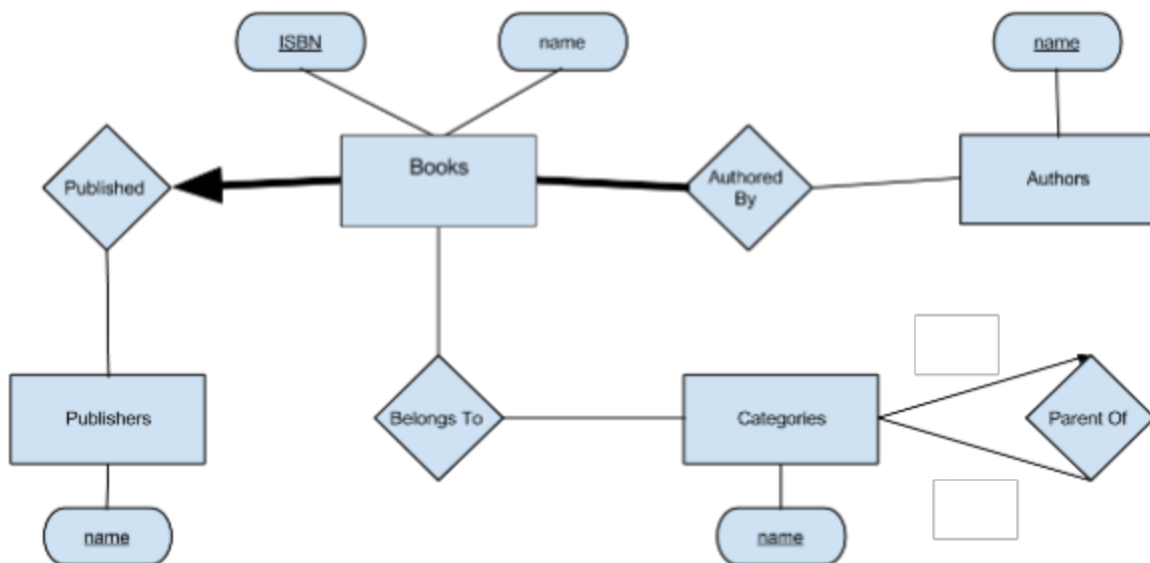 ISBN
name
name
Published
Books
Authored
By
Authors
Publishers
Belongs To
Categories
Parent Of
name
name